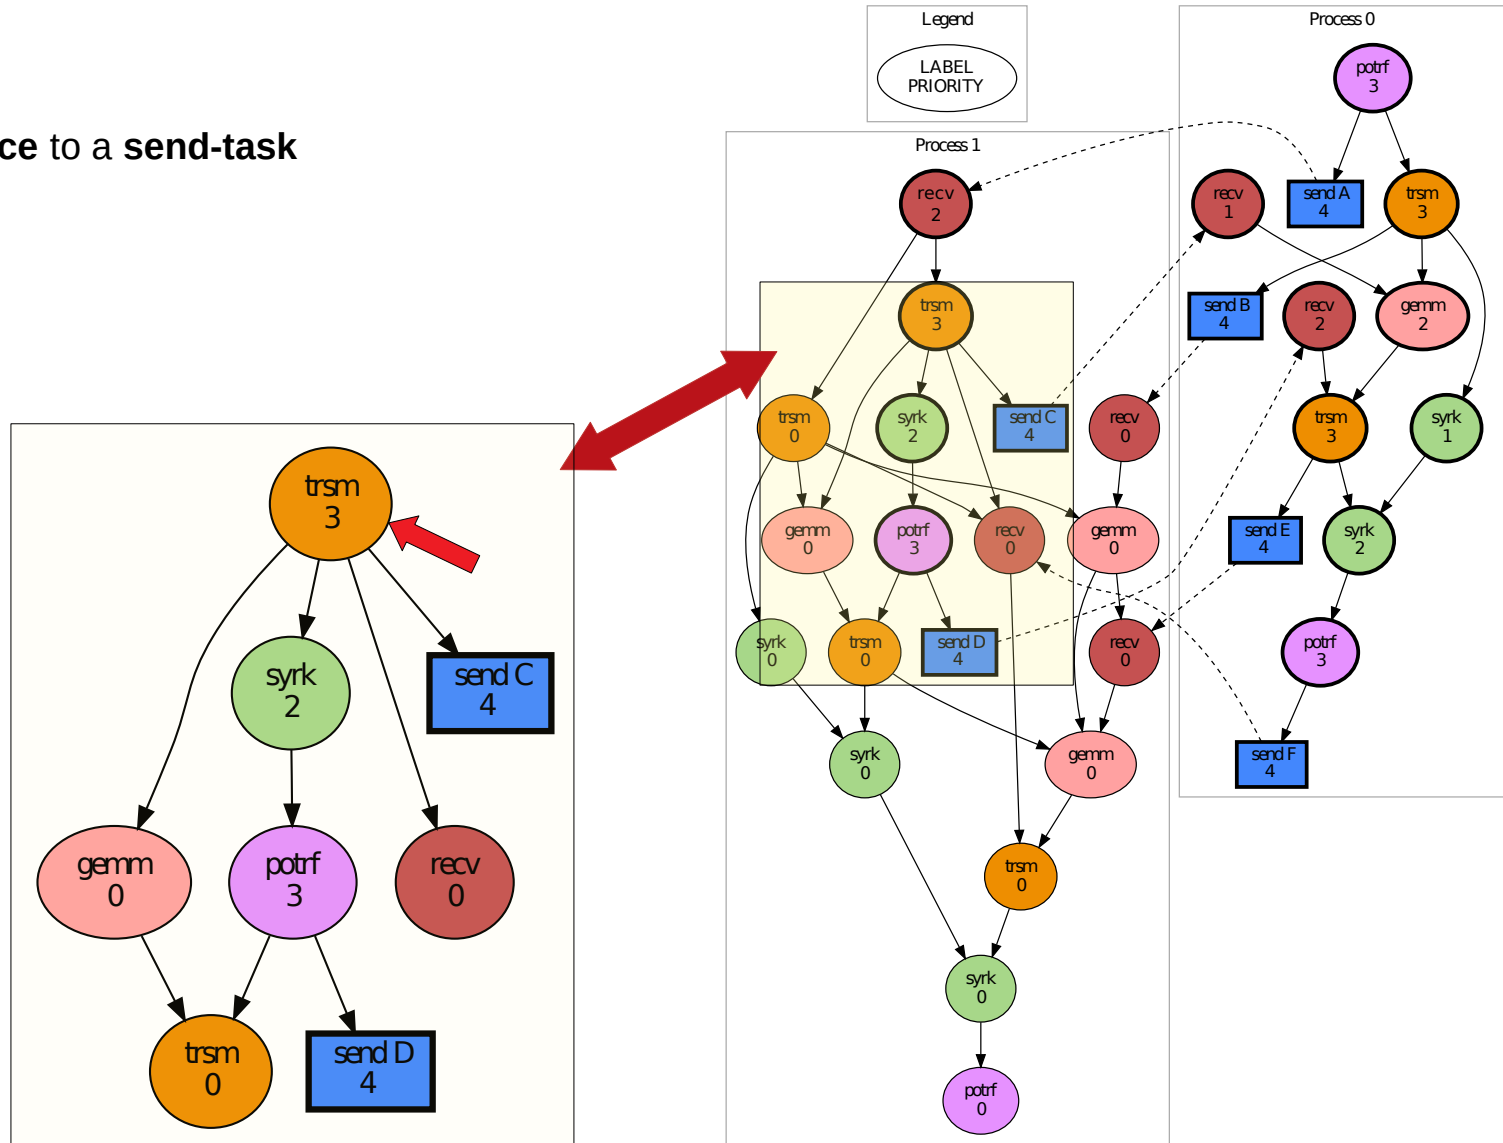 ce to a send-task
Legend
LABEL
PRIORITY
Process 0
potrf
3
recv
1
send A
4
trsm
3
send B
4
recv
2
gemm
2
trsm
3
syrk
1
send E
4
syrk
2
potrf
3
send F
4
Process 1
recv
2
trsm
3
trsm
0
syrk
2
send C
4
recv
0
gemm
0
potrf
3
recv
0
gemm
0
syrk
0
trsm
0
send D
4
recv
0
syrk
0
gemm
0
trsm
0
syrk
0
potrf
0
trsm
3
syrk
2
send C
4
gemm
0
potrf
3
recv
0
trsm
0
send D
4